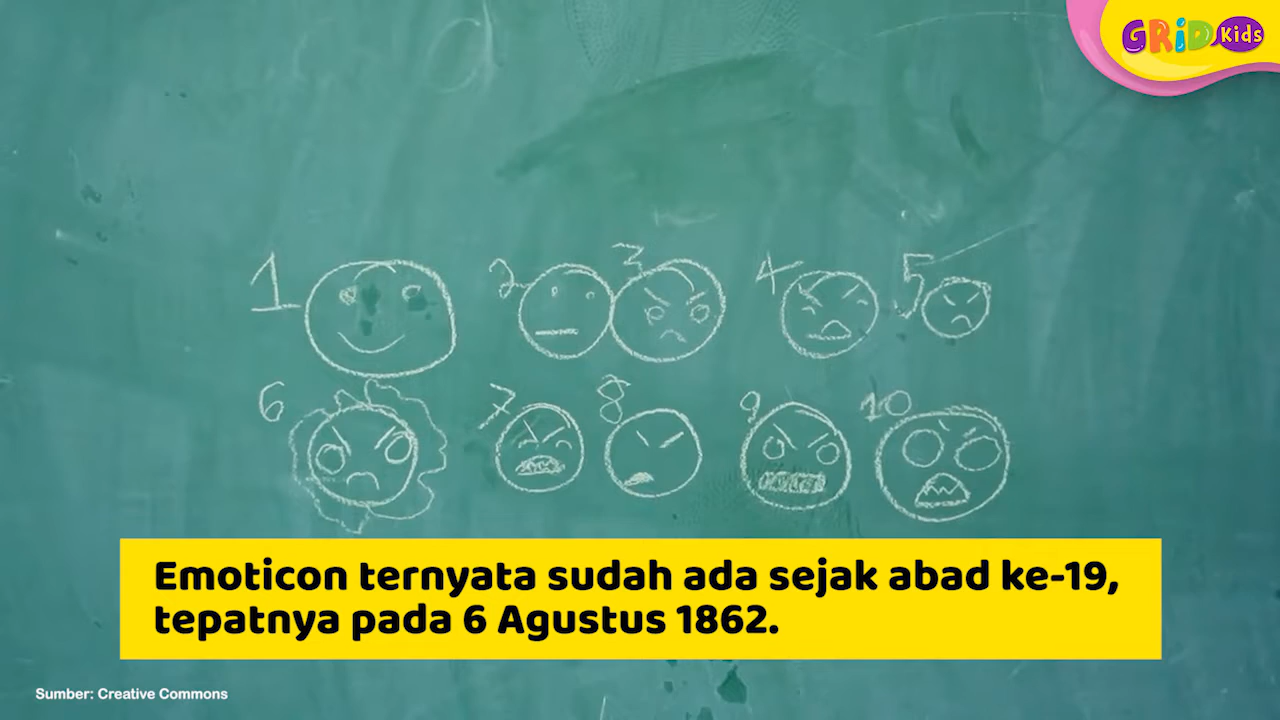 GRiD Kids
1 2 3 4 5
6 7 8 9 10
Emoticon ternyata sudah ada sejak abad ke-19,
tepatnya pada 6 Agustus 1862.
Sumber: Creative Commons